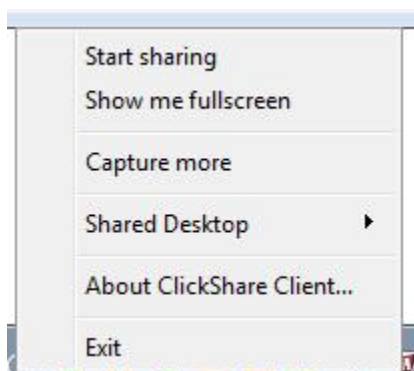 Start sharing
Show me fullscreen
Capture more
Shared Desktop
About ClickShare Client...
Exit